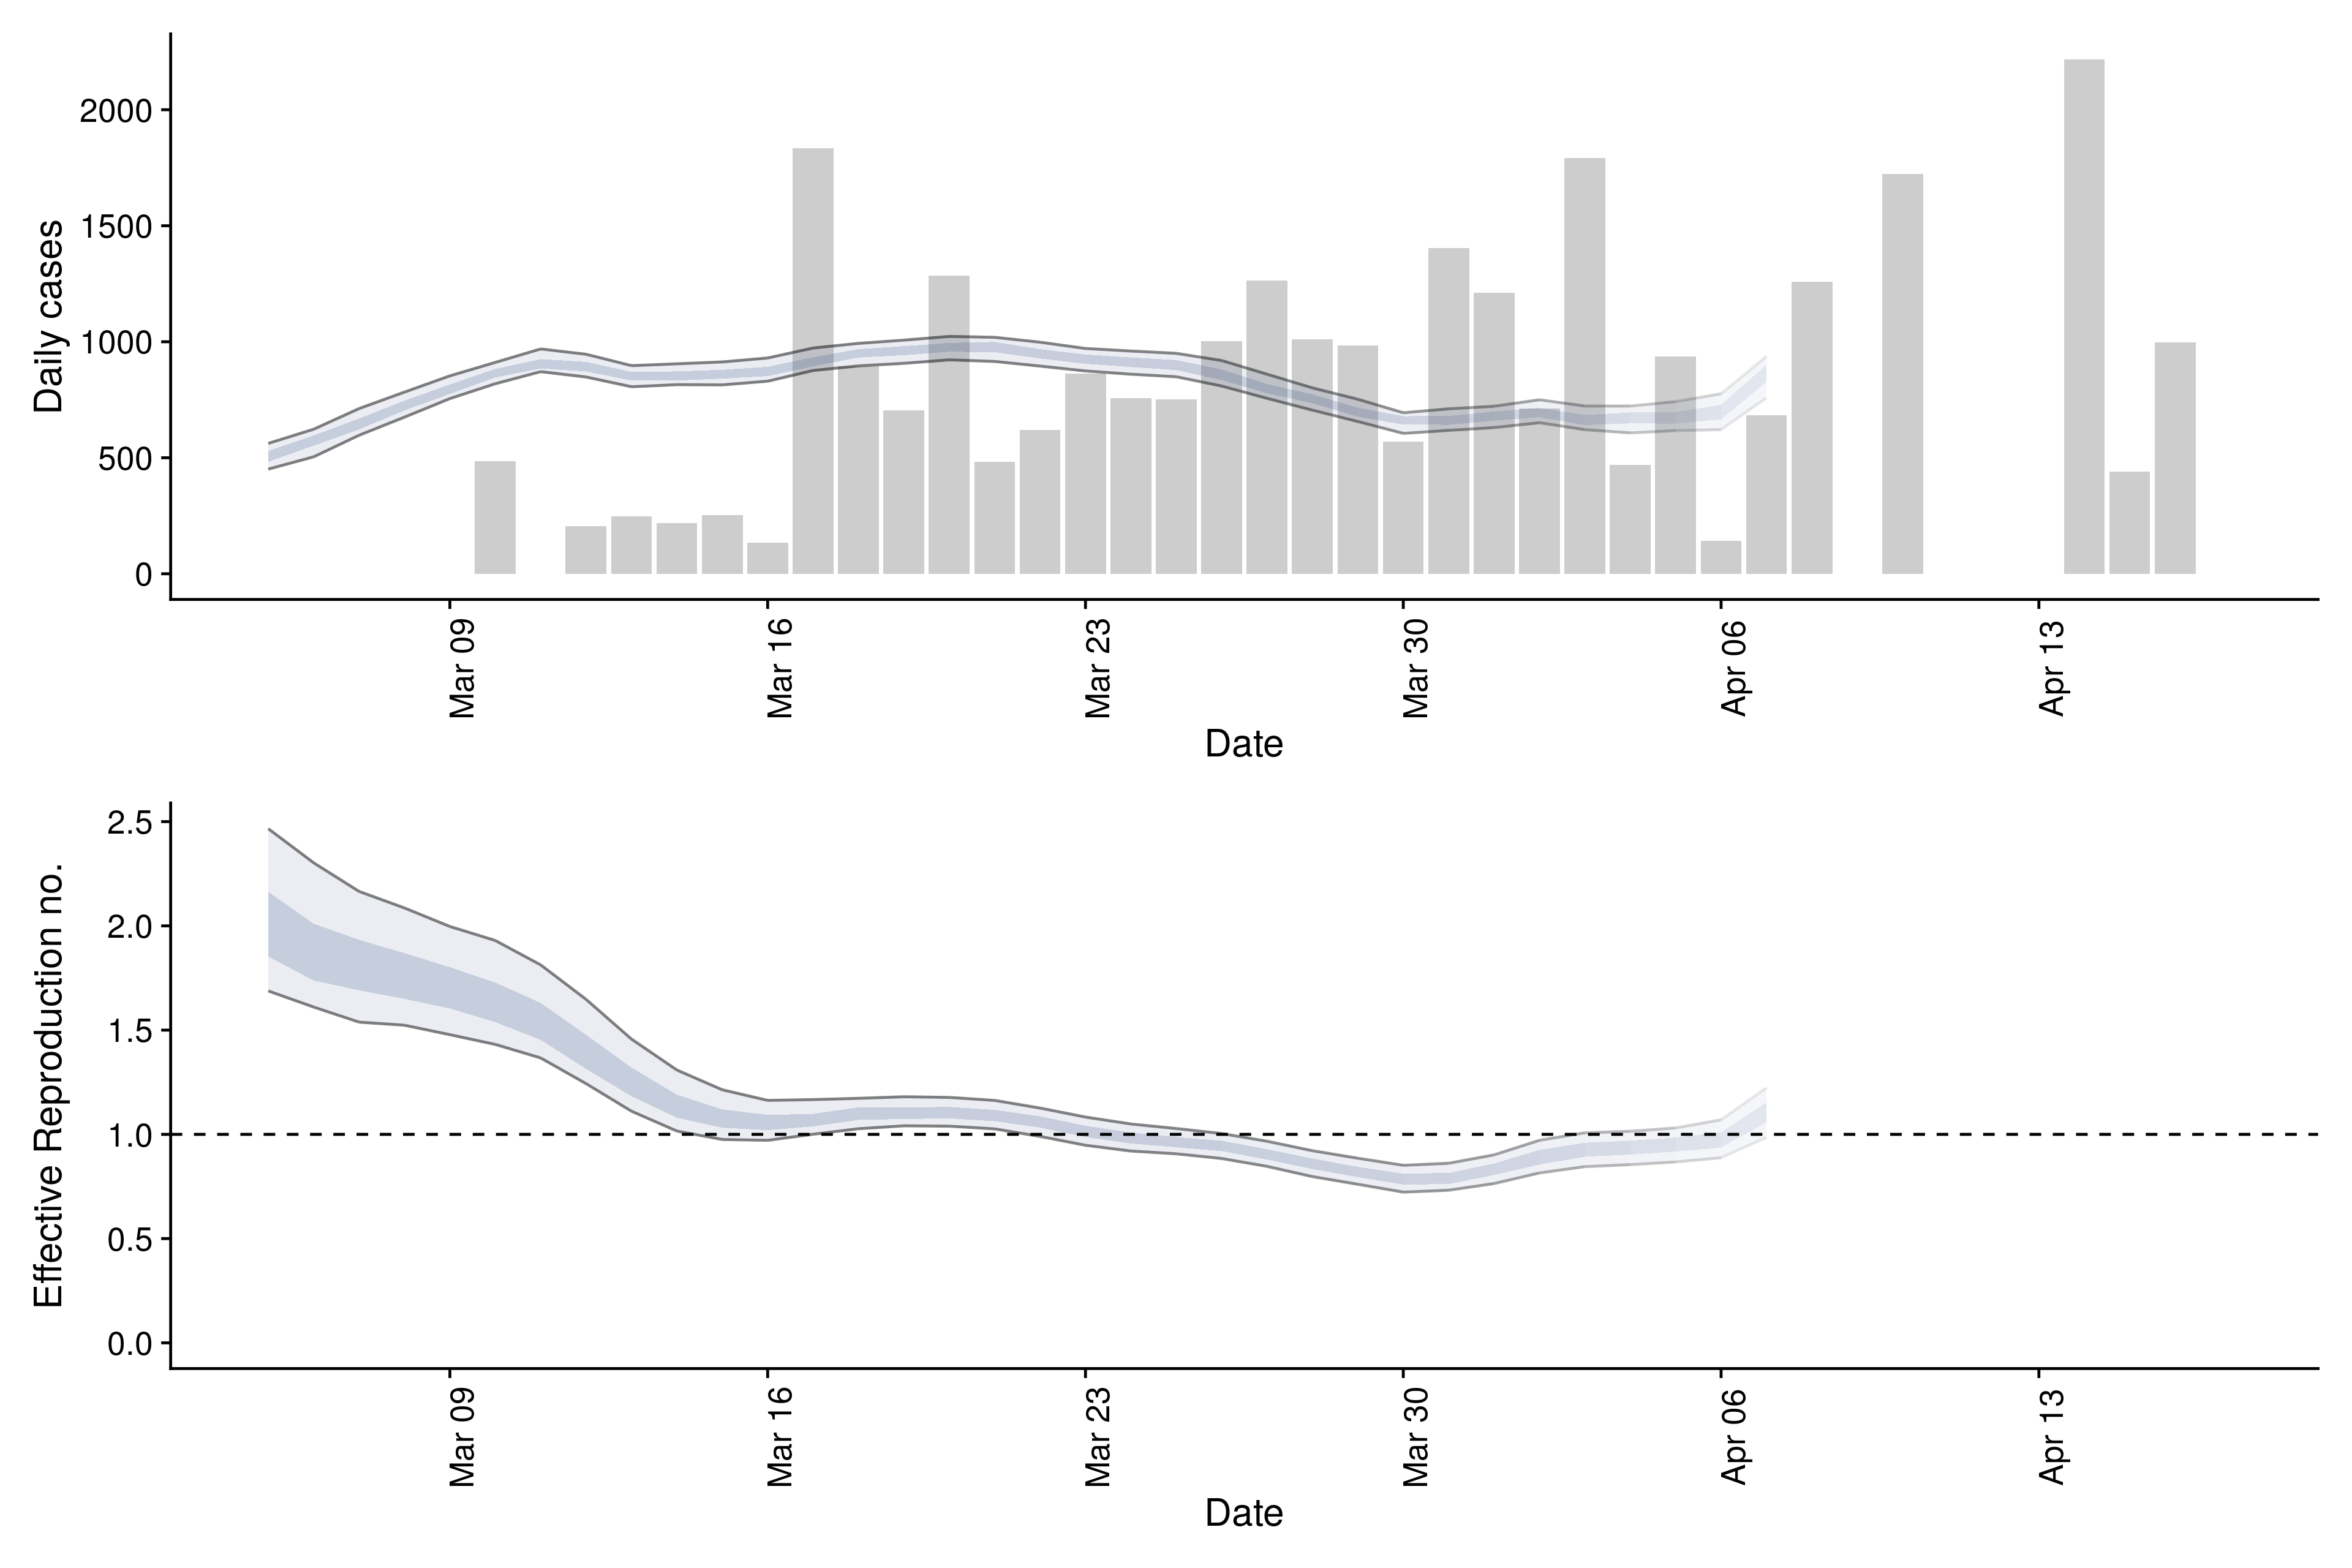 Daily cases
2000
1500
1000
500
0
Mar 09
Mar 16
Mar 23
Mar 30
Apr 06
Apr 13
Date
Effective Reproduction no.
2.5
2.0
1.5
1.0
0.5
0.0
Mar 09
Mar 16
Mar 23
Mar 30
Apr 06
Apr 13
Date